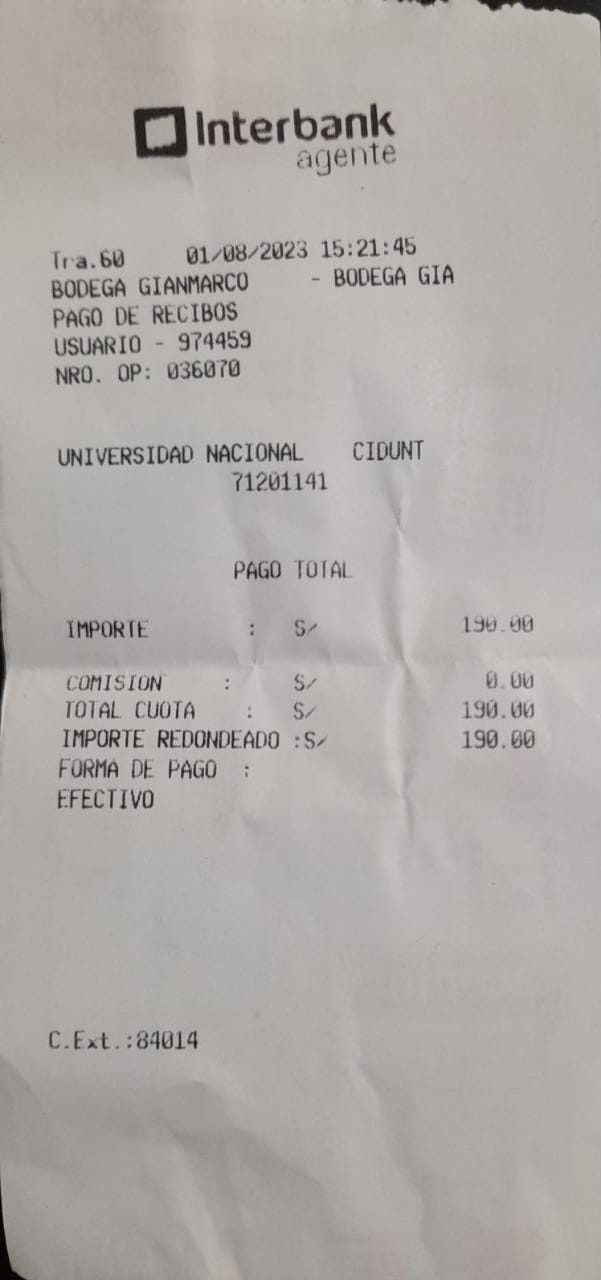 Interbank
agente
Tra.60 01/08/2023 15:21:45
BODEGA GIANMARCO - BODEGA GIA
PAGO DE RECIBOS
USUARIO - 974459
NRO. OP: 036070
UNIVERSIDAD NACIONAL CIDUNT
71201141
PAGO TOTAL
IMPORTE : S/ 190.00
COMISION : S/ 0.00
TOTAL CUOTA : S/ 190.00
IMPORTE REDONDEADO :S/ 190.00
FORMA DE PAGO :
EFECTIVO
C.Ext.:84014